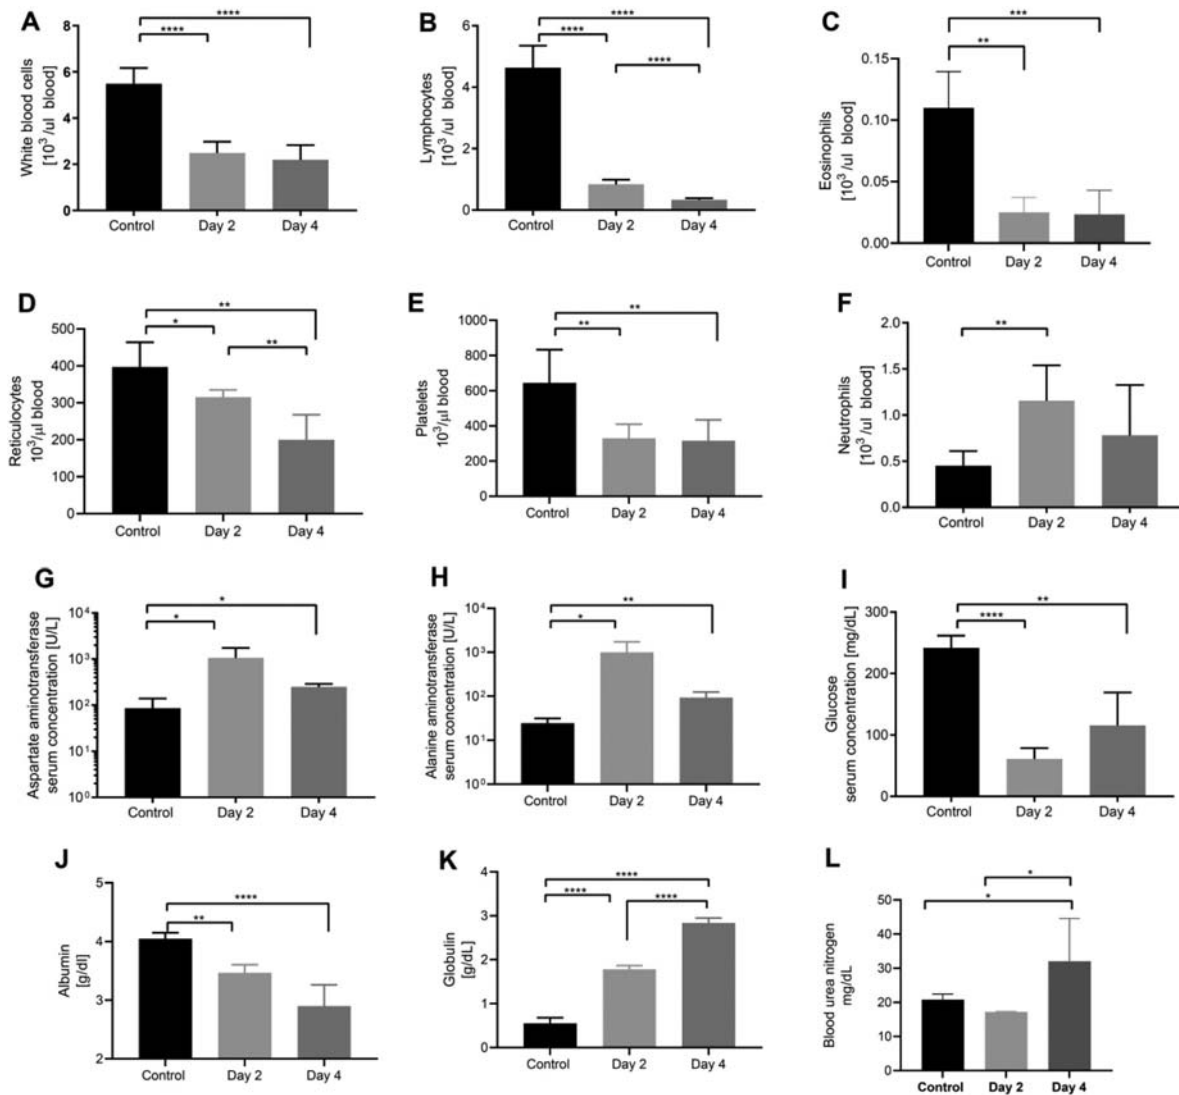 A
White blood cells
[10³ /ul blood]
8
6
4
2
0
****
****
Control Day 2 Day 4
B
Lymphocytes
[10³ /ul blood]
6
4
2
0
****
****
****
Control Day 2 Day 4
C
Eosinophils
[10³ /ul blood]
0.15
0.10
0.05
0.00
***
**
Control Day 2 Day 4
D
Reticulocytes
10³/µl blood
500
400
300
200
100
0
**
*
**
Control Day 2 Day 4
E
Platelets
10³/µl blood
1000
800
600
400
200
0
**
**
Control Day 2 Day 4
F
Neutrophils
[10³ /ul blood]
2.0
1.5
1.0
0.5
0.0
**
Control Day 2 Day 4
G
Aspartate aminotransferase
serum concentration [U/L]
10⁴
10³
10²
10¹
10⁰
*
*
Control Day 2 Day 4
H
Alanine aminotransferase
serum concentration [U/L]
10⁴
10³
10²
10¹
10⁰
**
*
Control Day 2 Day 4
I
Glucose
serum concentration [mg/dL]
300
200
100
0
**
****
Control Day 2 Day 4
J
Albumin
[g/dl]
5
4
3
2
****
**
Control Day 2 Day 4
K
Globulin
[g/dL]
4
3
2
1
0
****
****
****
Control Day 2 Day 4
L
Blood urea nitrogen
mg/dL
50
40
30
20
10
0
*
*
Control Day 2 Day 4